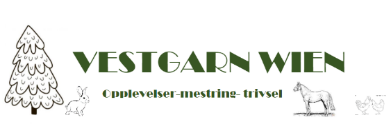 VESTGARN WIEN
Opplevelser-mestring- trivsel